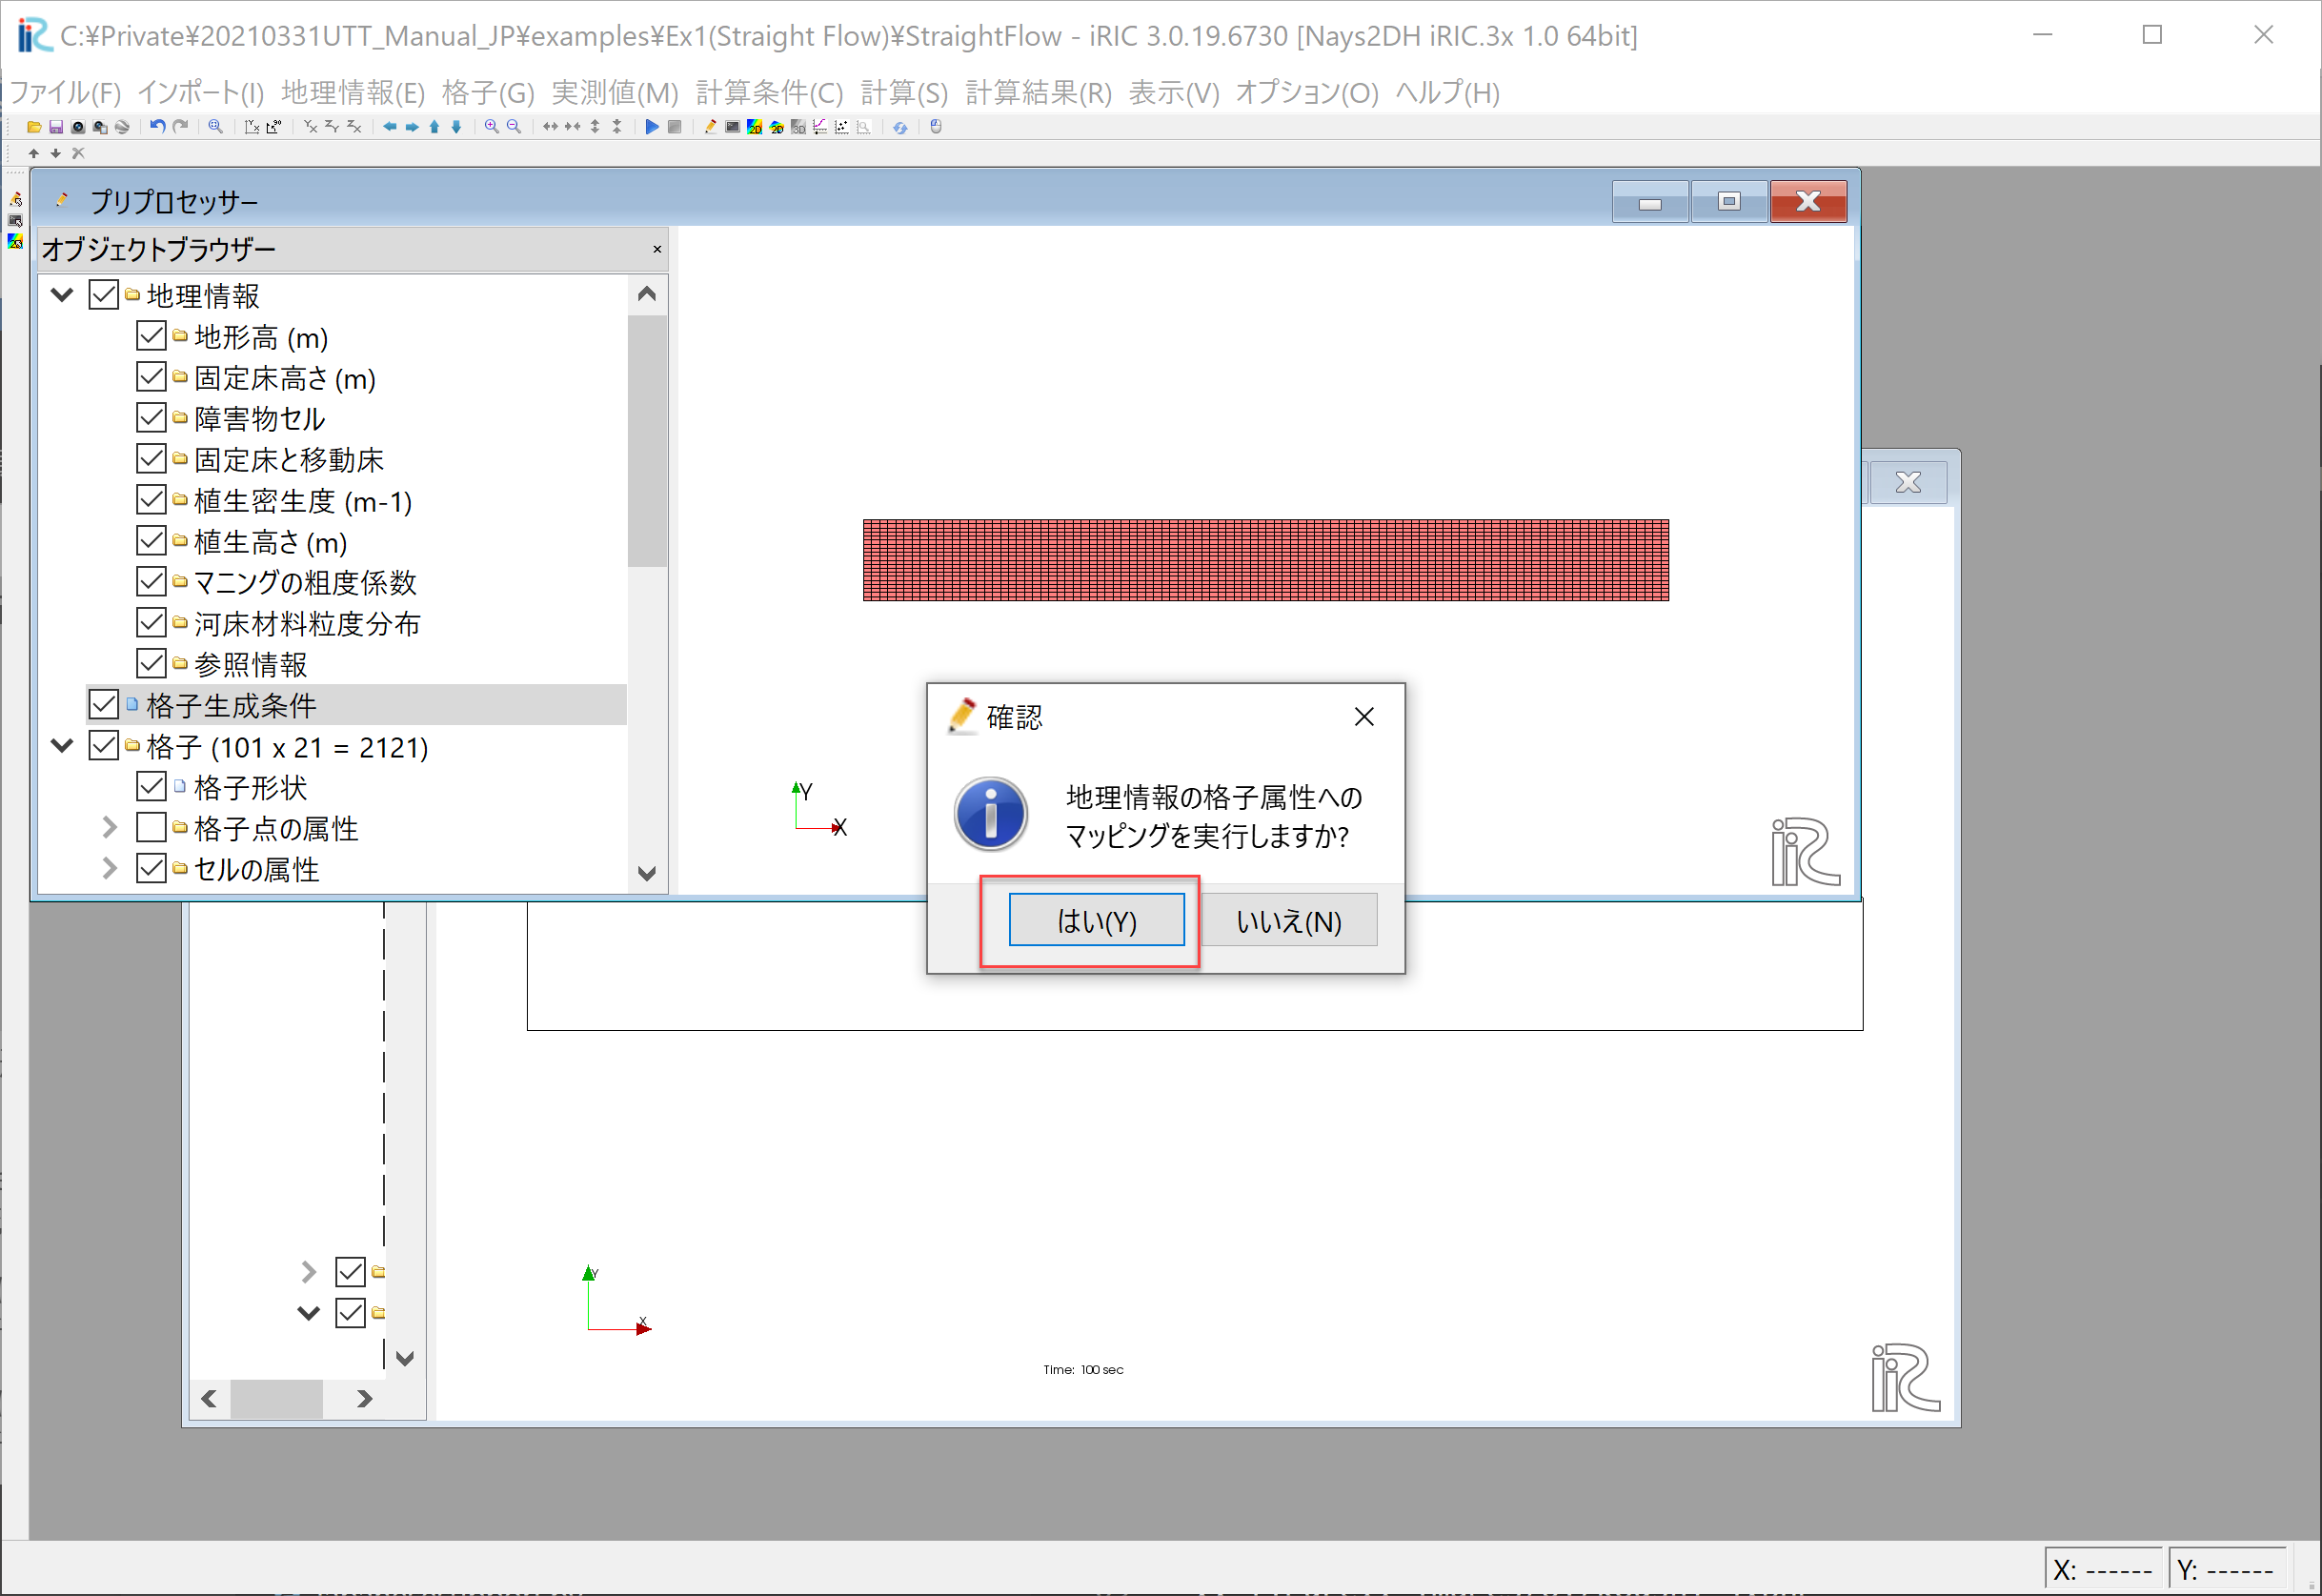 C:¥Private¥20210331UTT_Manual_JP¥examples¥Ex1(Straight Flow)¥StraightFlow - iRIC 3.0.19.6730 [Nays2DH iRIC.3x 1.0 64bit]
ファイル(F) インポート(I) 地理情報(E) 格子(G) 実測値(M) 計算条件(C) 計算(S) 計算結果(R) 表示(V) オプション(O) ヘルプ(H)
プリプロセッサー
オブジェクトブラウザー
地理情報
地形高 (m)
固定床高さ (m)
障害物セル
固定床と移動床
植生密生度 (m-1)
植生高さ (m)
マニングの粗度係数
河床材料粒度分布
参照情報
格子生成条件
格子 (101 x 21 = 2121)
格子形状
格子点の属性
セルの属性
Y
X
iRIC
確認
地理情報の格子属性への
マッピングを実行しますか?
はい(Y)
いいえ(N)
Y
X
Time: 100 sec
iRIC
X: ------
Y: ------